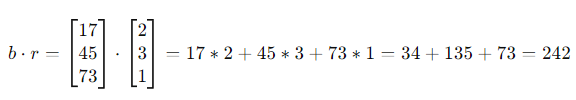 b · r = [17 45 73] · [2 3 1] = 17 * 2 + 45 * 3 + 73 * 1 = 34 + 135 + 73 = 242